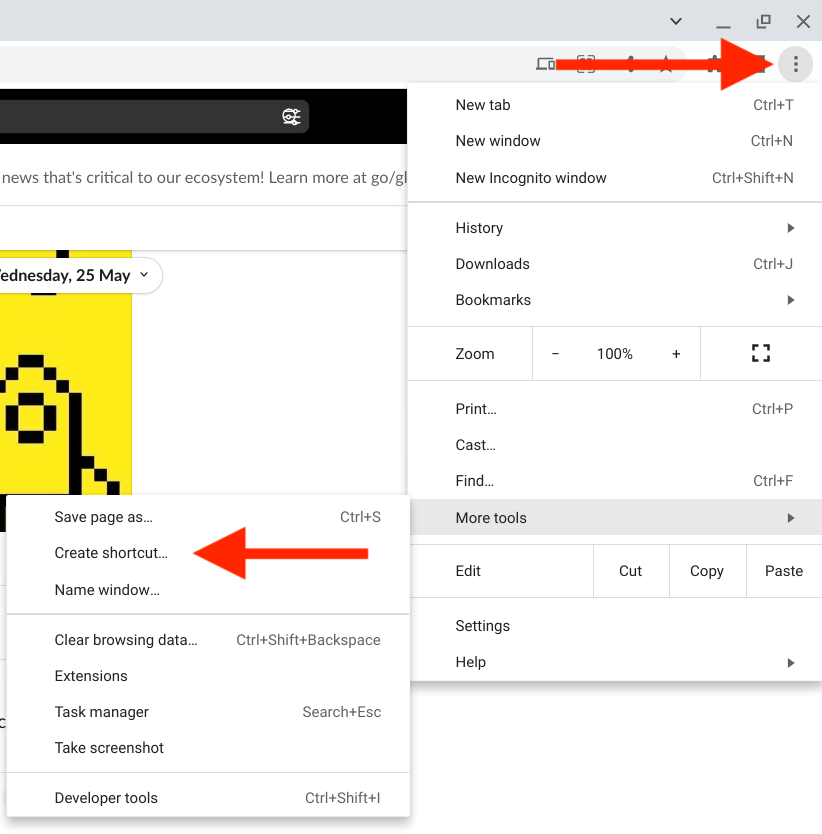 news that's critical to our ecosystem! Learn more at go/gl
ednesday, 25 May
New tab Ctrl+T
New window Ctrl+N
New Incognito window Ctrl+Shift+N
History
Downloads Ctrl+J
Bookmarks
Zoom - 100% +
Print... Ctrl+P
Cast...
Find... Ctrl+F
More tools
Edit Cut Copy Paste
Settings
Help
Save page as... Ctrl+S
Create shortcut...
Name window...
Clear browsing data... Ctrl+Shift+Backspace
Extensions
Task manager Search+Esc
Take screenshot
Developer tools Ctrl+Shift+I